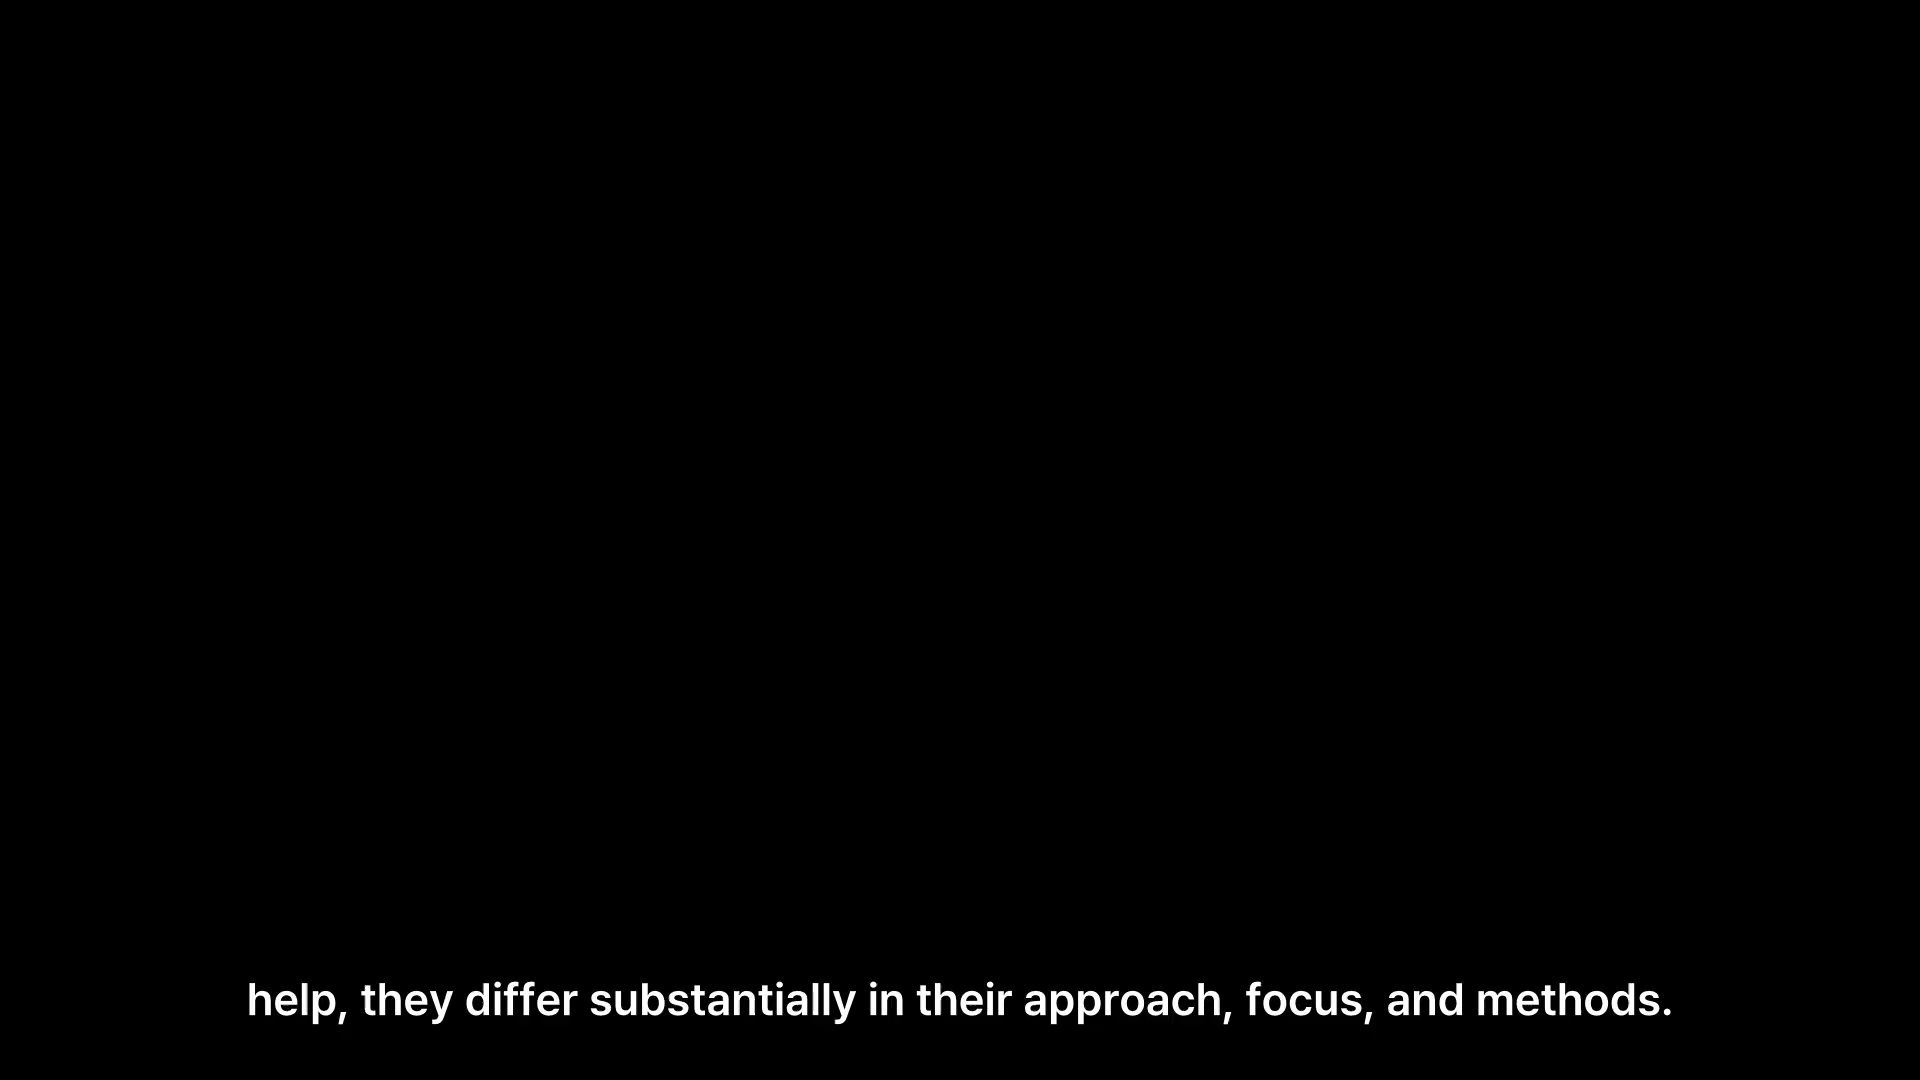 help, they differ substantially in their approach, focus, and methods.